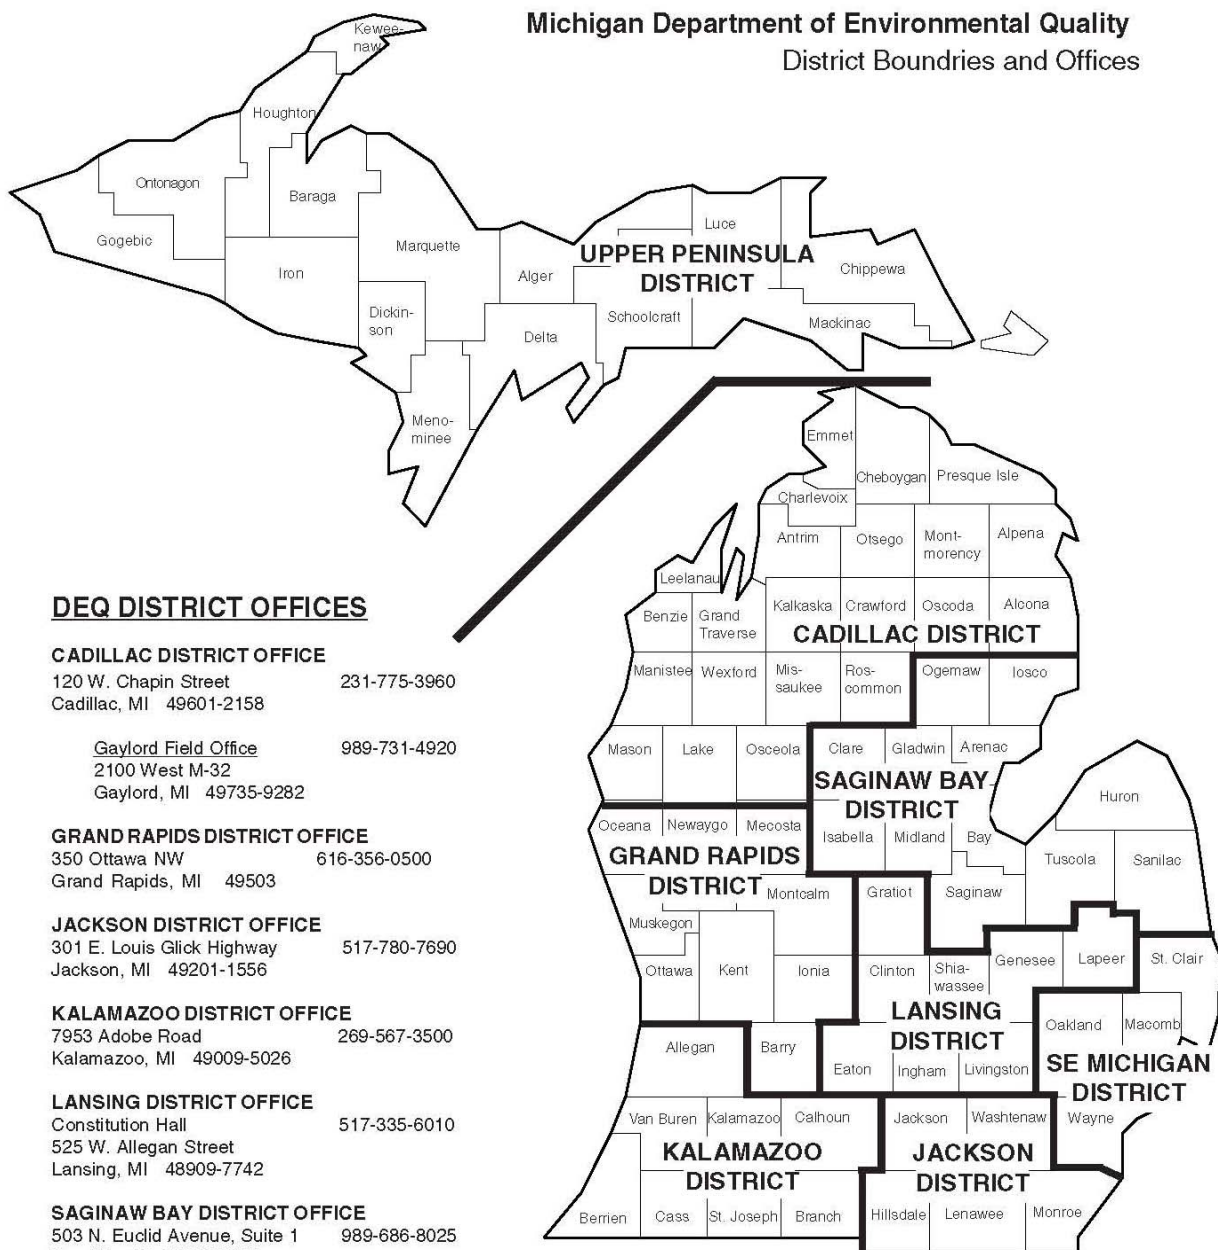 Michigan Department of Environmental Quality
District Boundries and Offices
Kewee-
naw
Houghton
Ontonagon
Baraga
Gogebic
Iron
Marquette
Dickin-
son
Alger
Luce
UPPER PENINSULA
DISTRICT
Chippewa
Schoolcraft
Mackinac
Delta
Meno-
minee
Emmet
Cheboygan
Presque Isle
Charlevoix
Antrim
Otsego
Mont-
morency
Alpena
Leelanau
Benzie
Grand
Traverse
Kalkaska
Crawford
Oscoda
Alcona
CADILLAC DISTRICT
Manistee
Wexford
Mis-
saukee
Ros-
common
Ogemaw
Iosco
Mason
Lake
Osceola
Clare
Gladwin
Arenac
SAGINAW BAY
DISTRICT
Huron
Oceana
Newaygo
Mecosta
Isabella
Midland
Bay
Tuscola
Sanilac
GRAND RAPIDS
DISTRICT
Montcalm
Gratiot
Saginaw
Muskegon
Ottawa
Kent
Ionia
Clinton
Shia-
wassee
Genesee
Lapeer
St. Clair
LANSING
DISTRICT
Oakland
Macomb
Allegan
Barry
Eaton
Ingham
Livingston
SE MICHIGAN
DISTRICT
Van Buren
Kalamazoo
Calhoun
Jackson
Washtenaw
Wayne
KALAMAZOO
DISTRICT
JACKSON
DISTRICT
Berrien
Cass
St. Joseph
Branch
Hillsdale
Lenawee
Monroe
DEQ DISTRICT OFFICES
CADILLAC DISTRICT OFFICE
120 W. Chapin Street 231-775-3960
Cadillac, MI 49601-2158
Gaylord Field Office 989-731-4920
2100 West M-32
Gaylord, MI 49735-9282
GRAND RAPIDS DISTRICT OFFICE
350 Ottawa NW 616-356-0500
Grand Rapids, MI 49503
JACKSON DISTRICT OFFICE
301 E. Louis Glick Highway 517-780-7690
Jackson, MI 49201-1556
KALAMAZOO DISTRICT OFFICE
7953 Adobe Road 269-567-3500
Kalamazoo, MI 49009-5026
LANSING DISTRICT OFFICE
Constitution Hall 517-335-6010
525 W. Allegan Street
Lansing, MI 48909-7742
SAGINAW BAY DISTRICT OFFICE
503 N. Euclid Avenue, Suite 1 989-686-8025